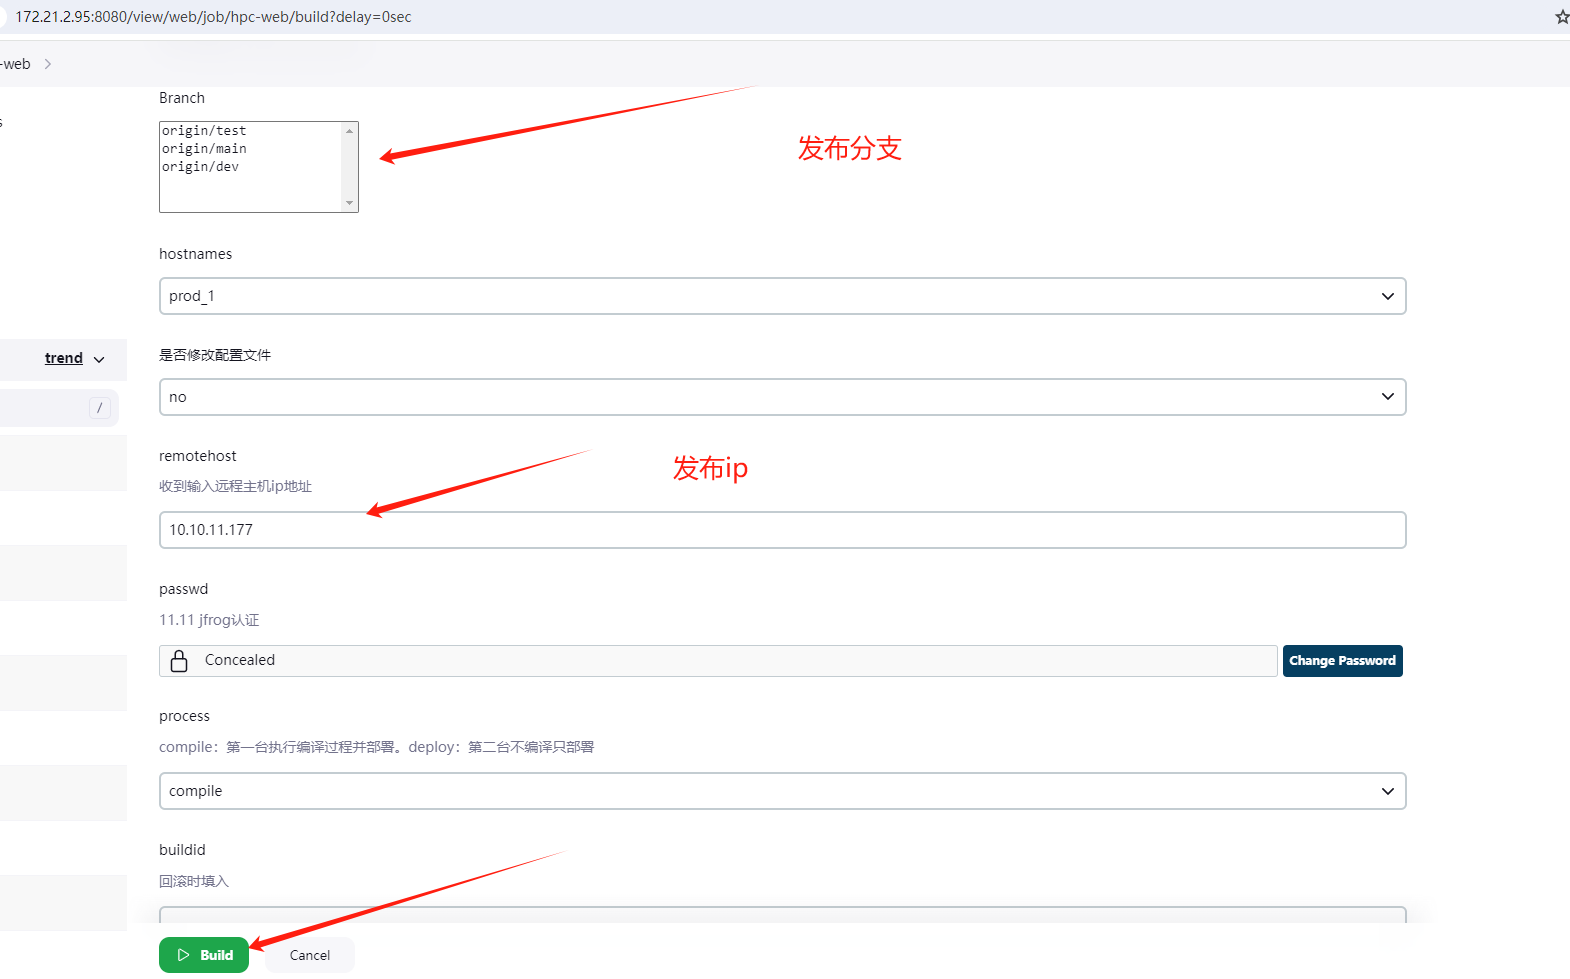 172.21.2.95:8080/view/web/job/hpc-web/build?delay=0sec
-web
s
Branch
origin/test
origin/main
origin/dev
发布分支
hostnames
prod_1
是否修改配置文件
trend
no
/
remotehost
发布ip
收到输入远程主机ip地址
10.10.11.177
passwd
11.11 jfrog认证
Concealed
Change Password
process
compile：第一台执行编译过程并部署。deploy：第二台不编译只部署
compile
buildid
回滚时填入
Build
Cancel